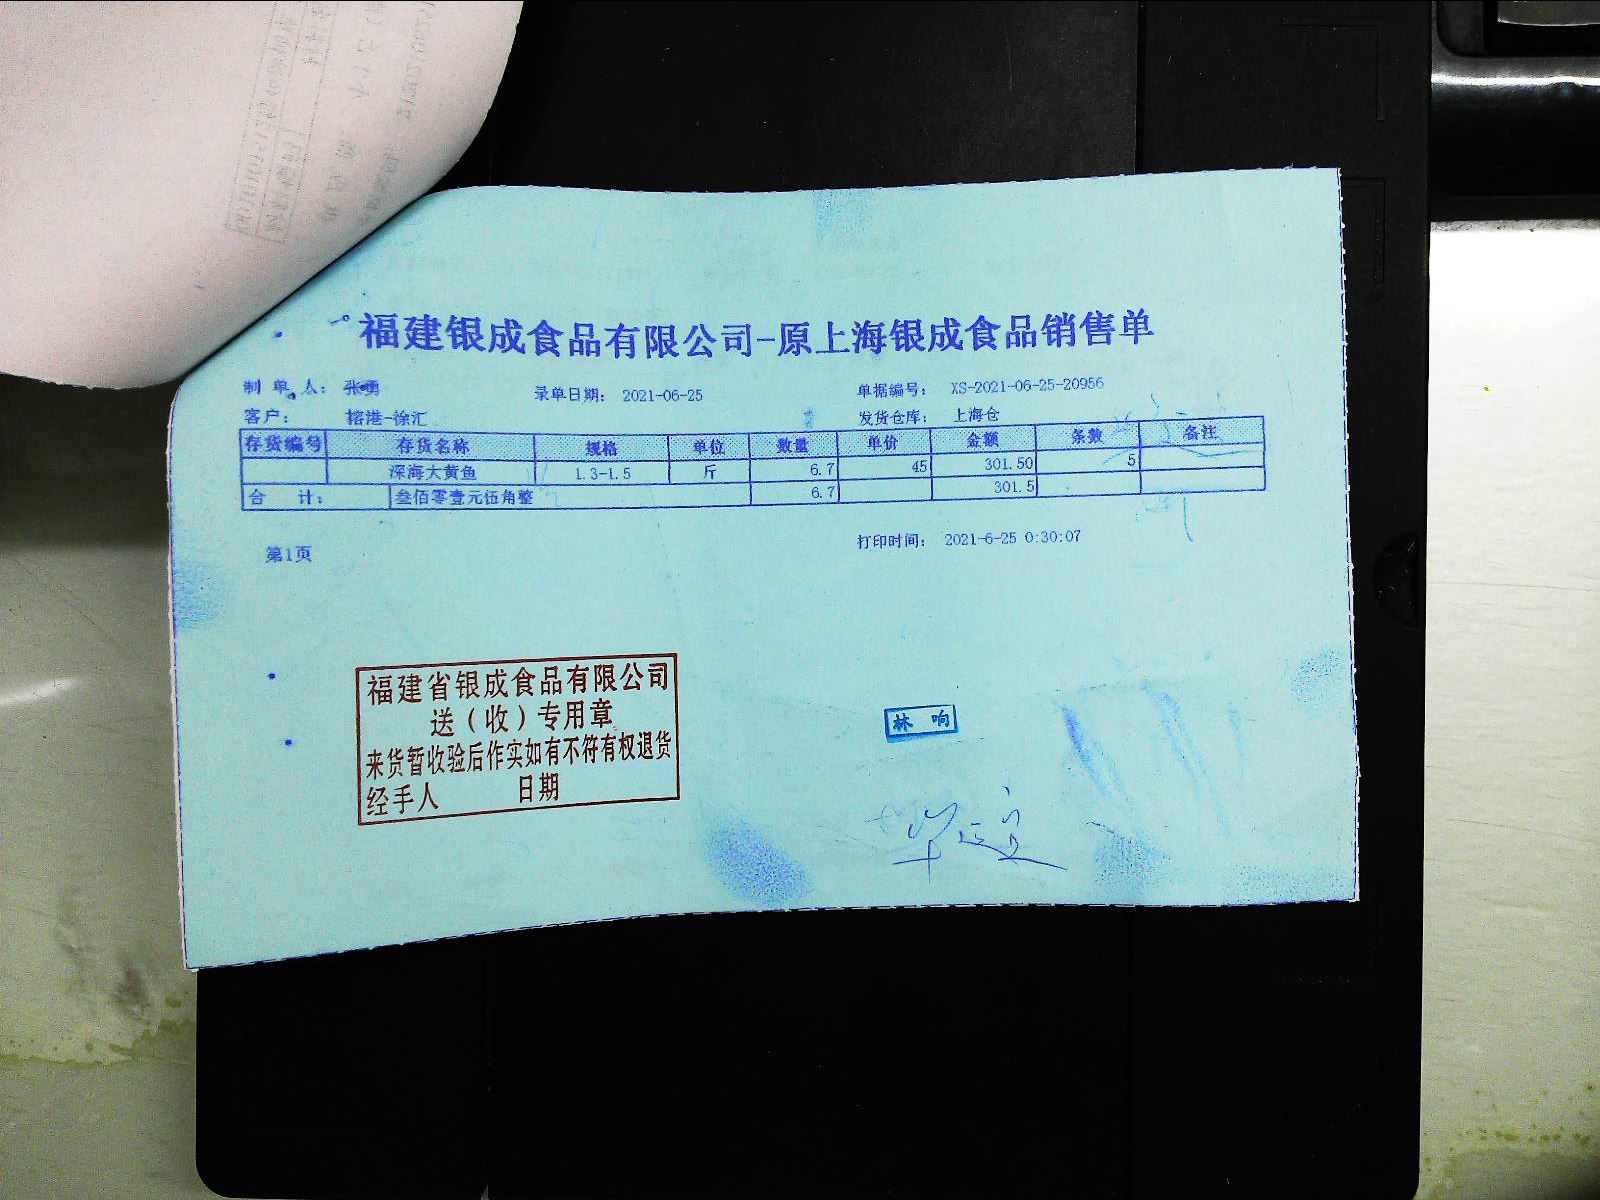 福建银成食品有限公司-原上海银成食品销售单
制 单 人： 张勇 录单日期： 2021-06-25 单据编号： XS-2021-06-25-20956
客户： 榕港-徐汇 发货仓库： 上海仓
存货编号 存货名称 规格 单位 数量 单价 金额 条数 备注
深海大黄鱼 1.3-1.5 斤 6.7 45 301.50 5
合 计： 叁佰零壹元伍角整 6.7 301.5
第1页 打印时间： 2021-6-25 0:30:07
福建省银成食品有限公司
送（收）专用章
来货暂收验后作实如有不符有权退货
经手人 日期
林 响